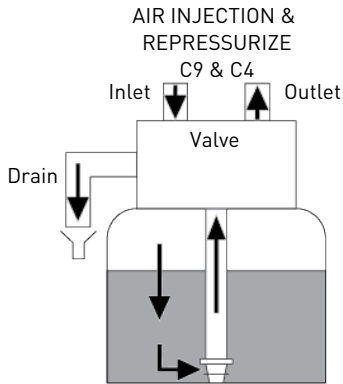 AIR INJECTION &
REPRESSURIZE
C9 & C4
Inlet
Outlet
Valve
Drain